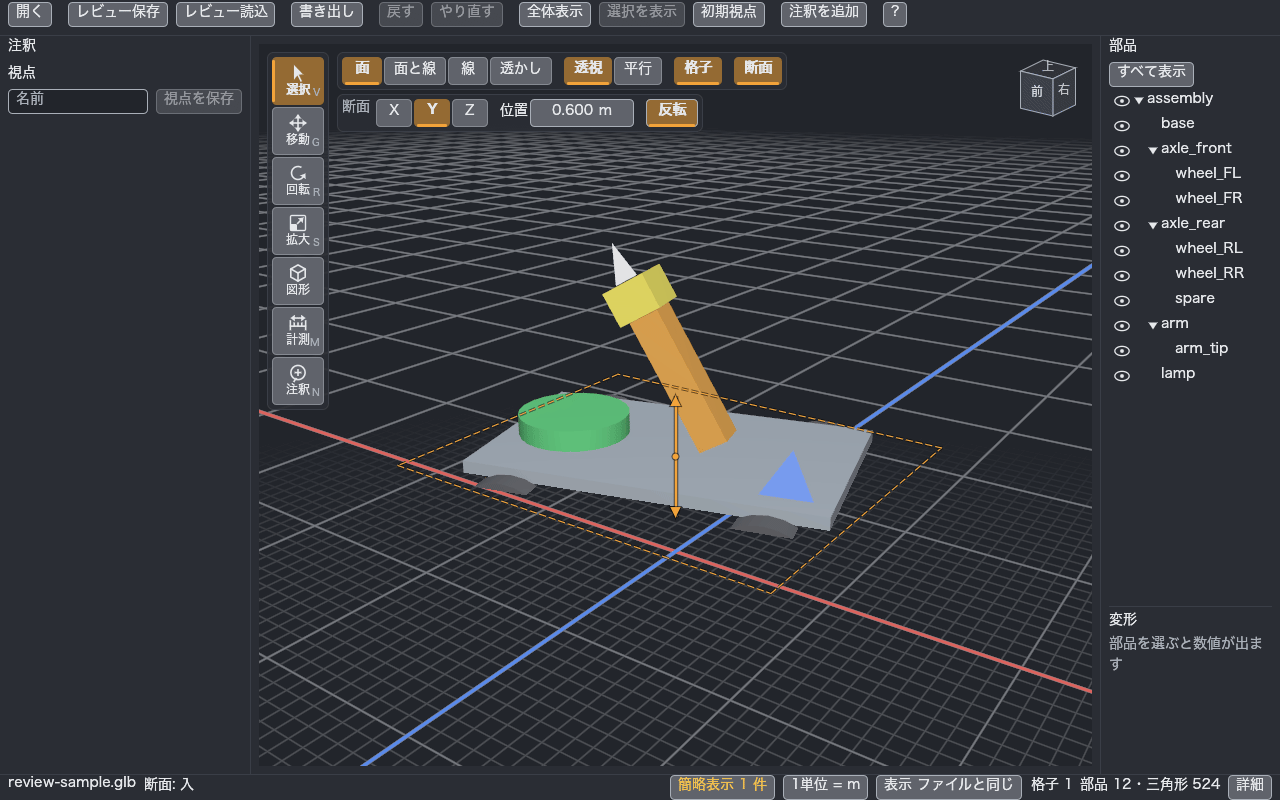 開く レビュー保存 レビュー読込 書き出し 戻す やり直す 全体表示 選択を表示 初期視点 注釈を追加 ?
注釈
視点
名前 視点を保存
選択 V
移動 G
回転 R
拡大 S
図形
計測 M
注釈 N
面 面と線 線 透かし 透視 平行 格子 断面
断面 X Y Z 位置 0.600 m 反転
上
前 右
部品
すべて表示
assembly
base
axle_front
wheel_FL
wheel_FR
axle_rear
wheel_RL
wheel_RR
spare
arm
arm_tip
lamp
変形
部品を選ぶと数値が出ま
す
review-sample.glb 断面: 入 簡略表示 1 件 1単位 = m 表示 ファイルと同じ 格子 1 部品 12・三角形 524 詳細